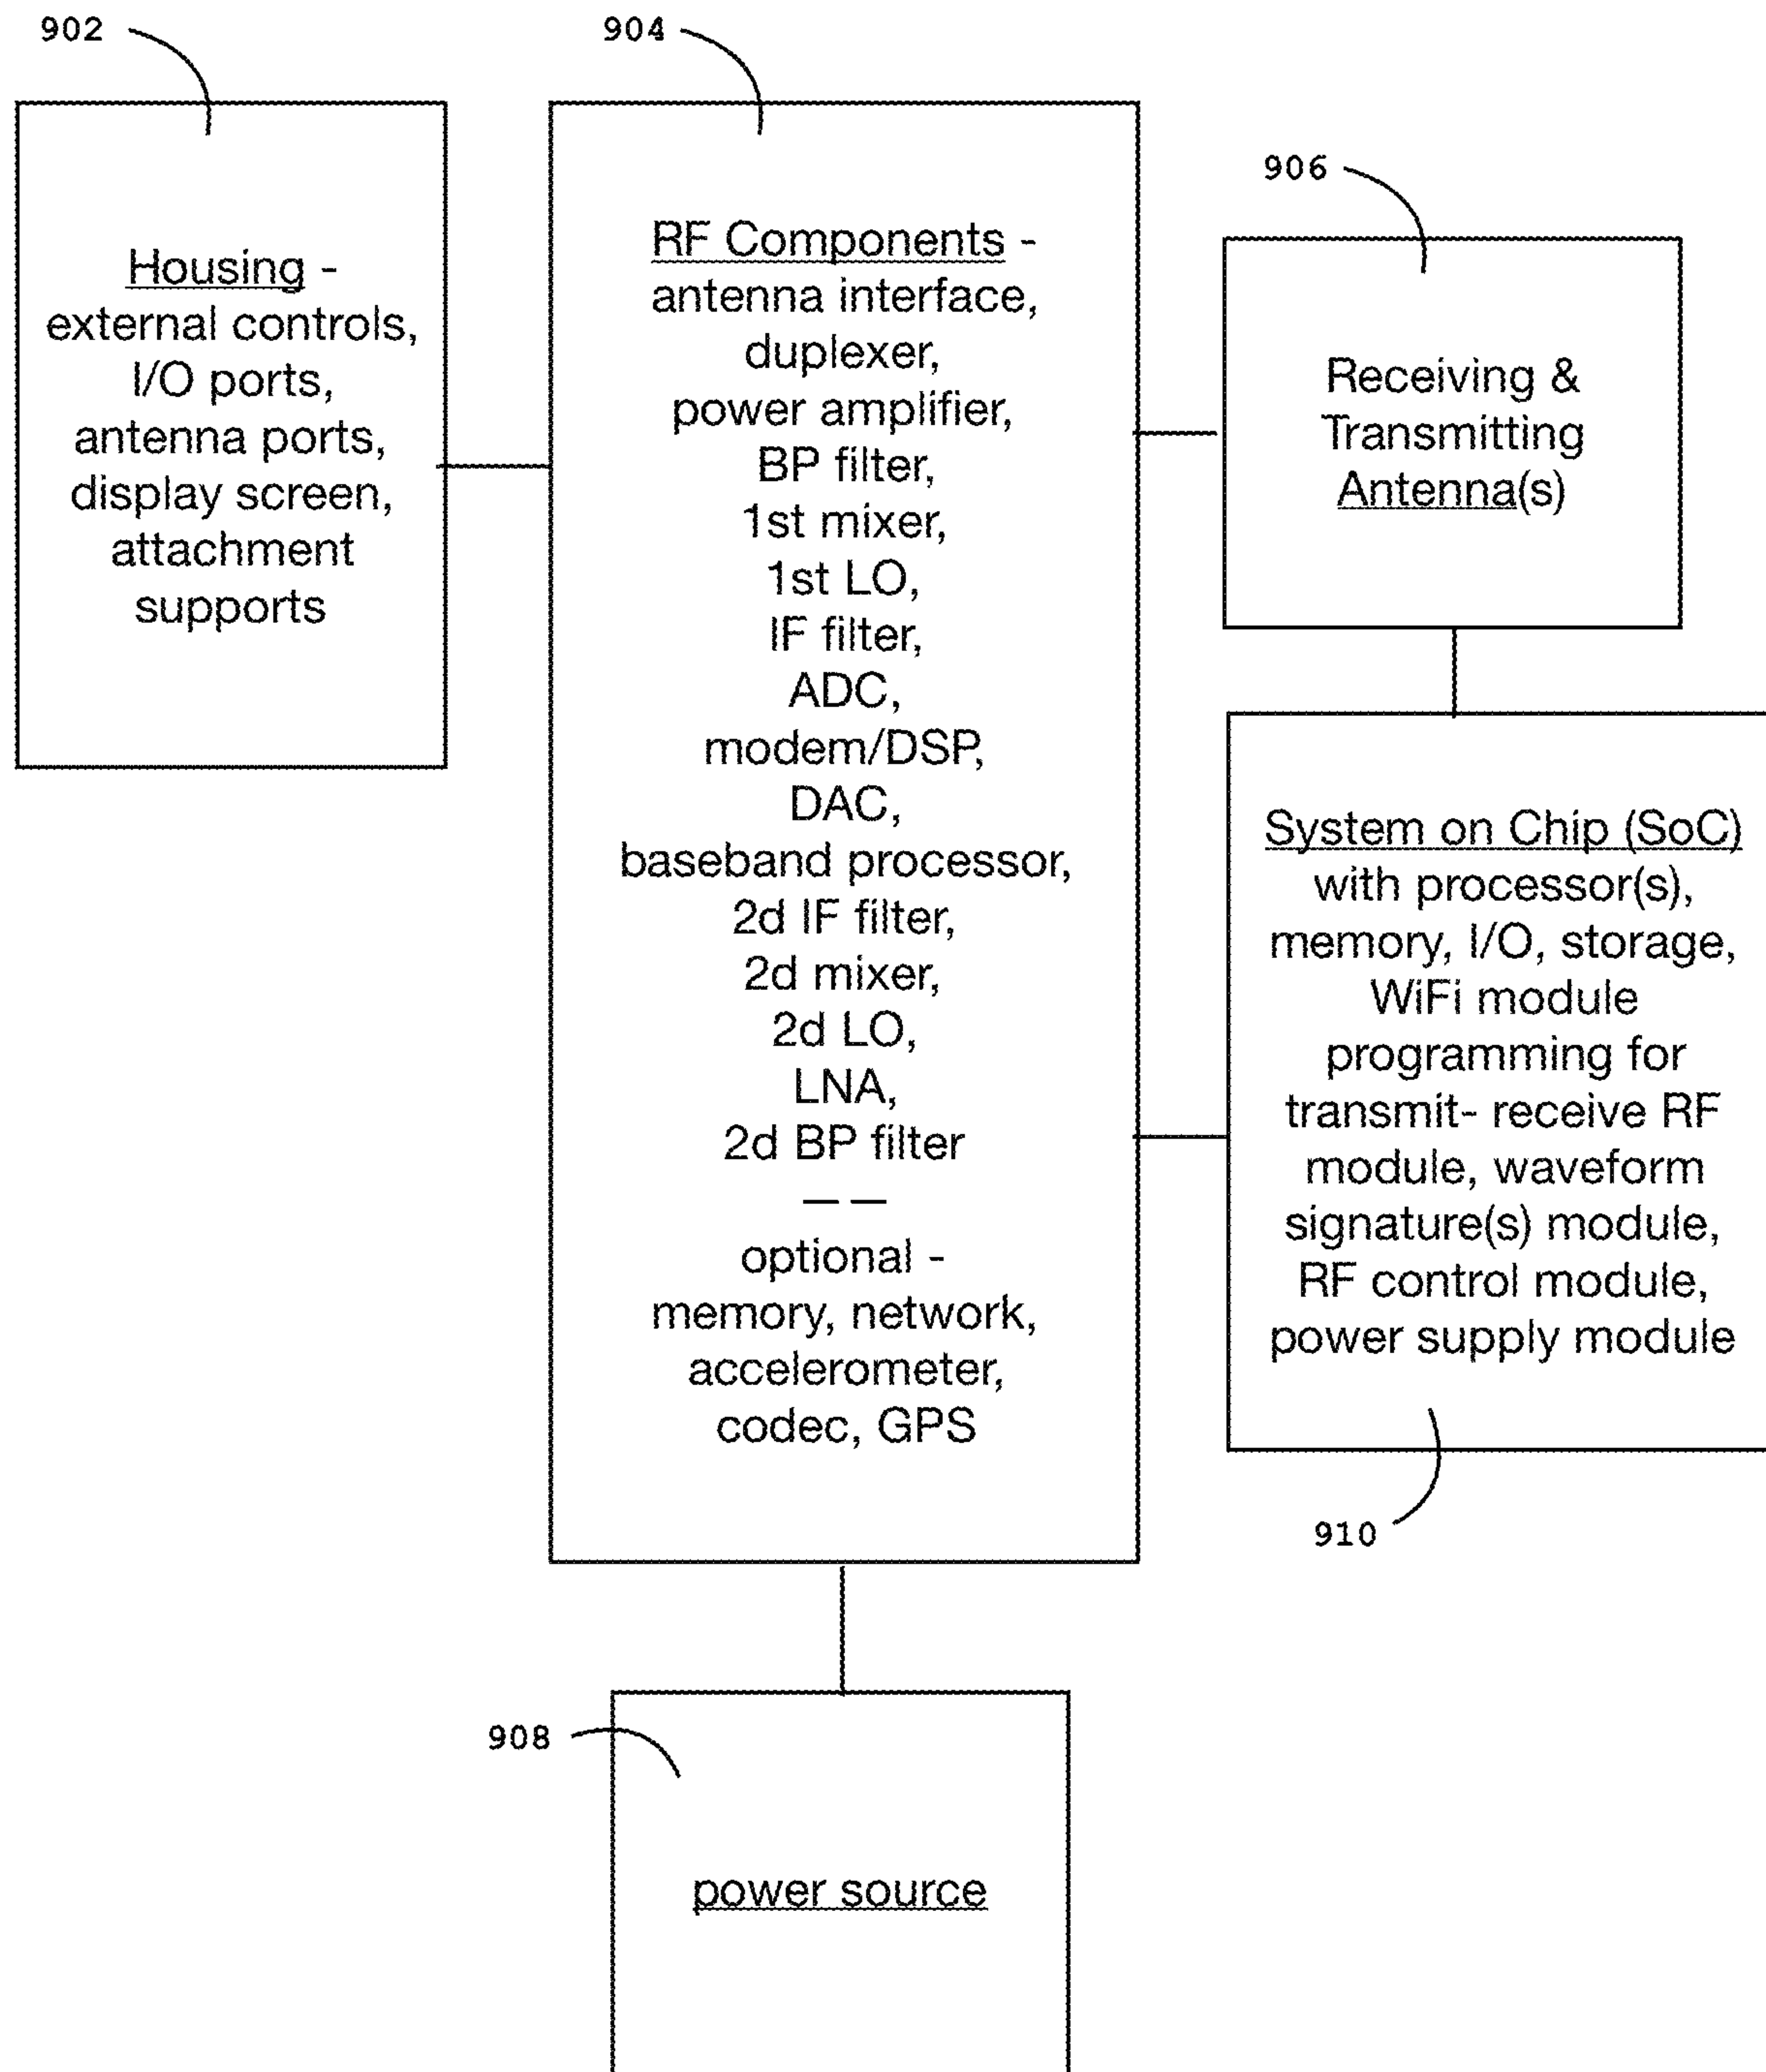 902
Housing -
external controls,
I/O ports,
antenna ports,
display screen,
attachment
supports
904
RF Components -
antenna interface,
duplexer,
power amplifier,
BP filter,
1st mixer,
1st LO,
IF filter,
ADC,
modem/DSP,
DAC,
baseband processor,
2d IF filter,
2d mixer,
2d LO,
LNA,
2d BP filter
— —
optional -
memory, network,
accelerometer,
codec, GPS
906
Receiving &
Transmitting
Antenna(s)
System on Chip (SoC)
with processor(s),
memory, I/O, storage,
WiFi module
programming for
transmit- receive RF
module, waveform
signature(s) module,
RF control module,
power supply module
910
908
power source